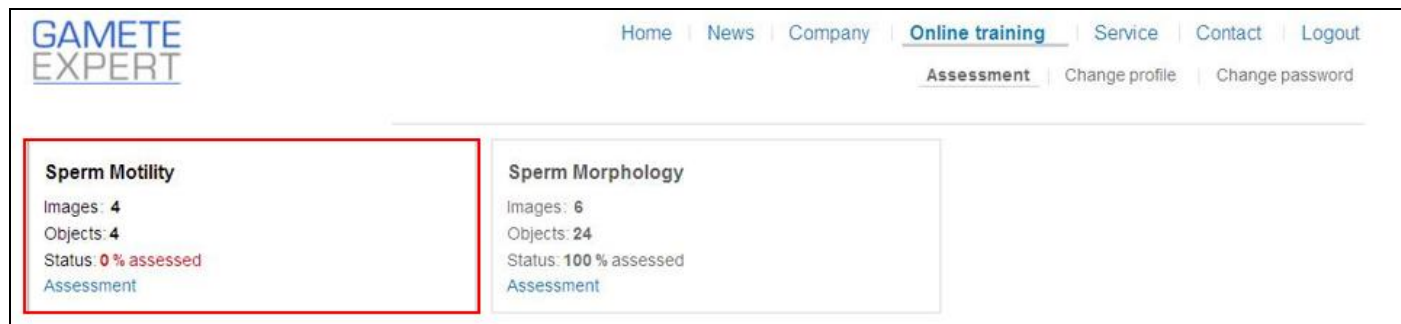 GAMETE
EXPERT
Home News Company Online training Service Contact Logout
Assessment Change profile Change password
Sperm Motility
Images: 4
Objects: 4
Status: 0 % assessed
Assessment
Sperm Morphology
Images: 6
Objects: 24
Status: 100 % assessed
Assessment